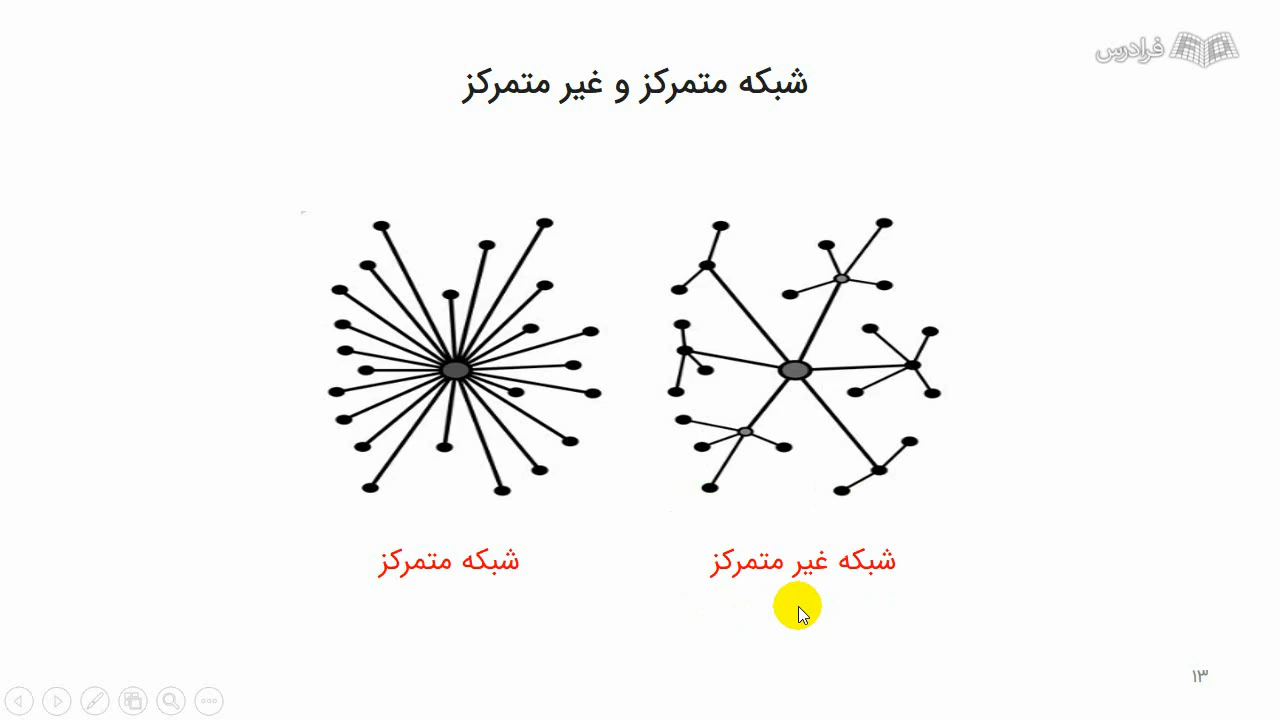 فرادرس
شبکه متمرکز و غیر متمرکز
شبکه غیر متمرکز
شبکه متمرکز
۱۳